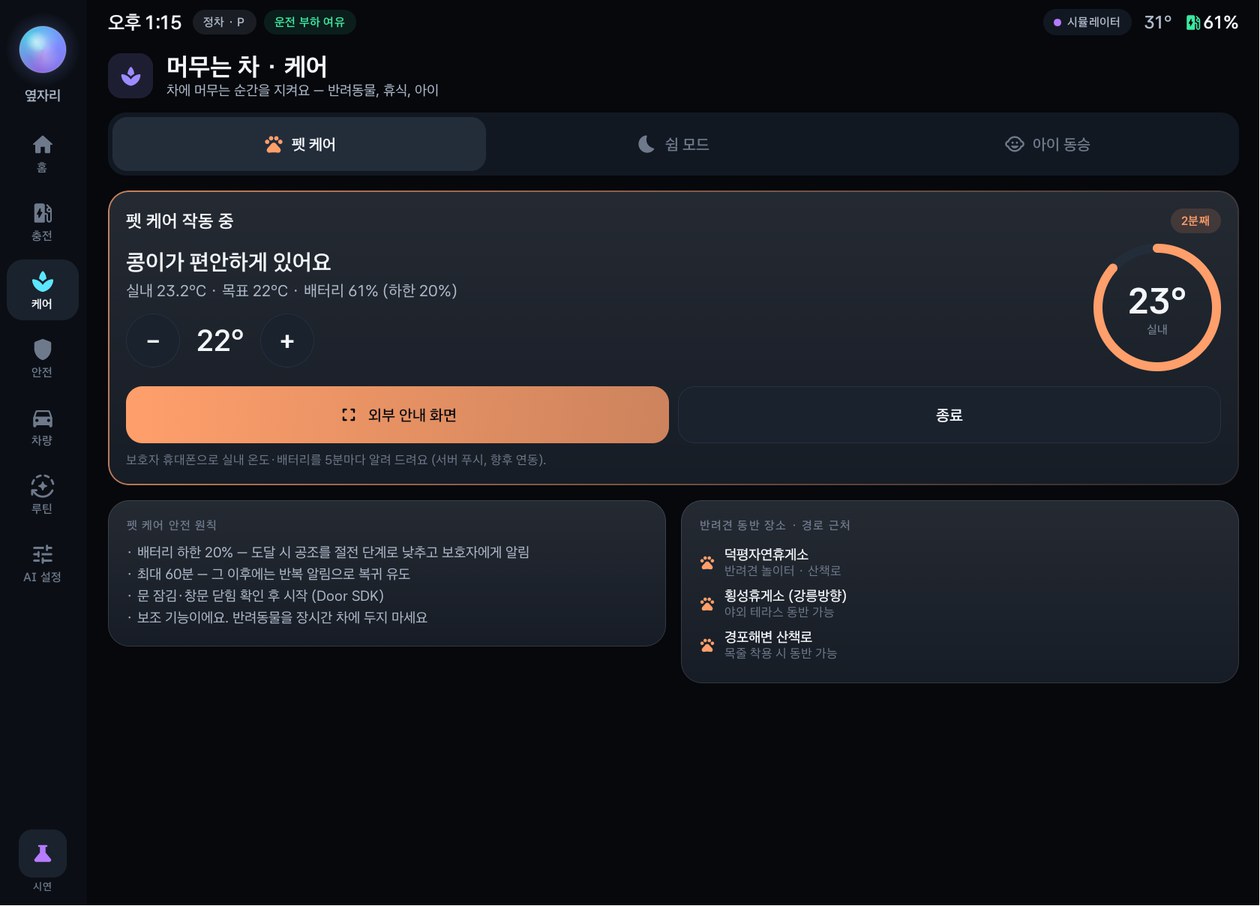 오후 1:15
정차 · P
운전 부하 여유
시뮬레이터
31°
61%
옆자리
홈
충전
케어
안전
차량
루틴
AI 설정
시연
머무는 차 · 케어
차에 머무는 순간을 지켜요 — 반려동물, 휴식, 아이
펫 케어
쉼 모드
아이 동승
펫 케어 작동 중
2분째
콩이가 편안하게 있어요
실내 23.2°C · 목표 22°C · 배터리 61% (하한 20%)
− 22° +
23°
실내
외부 안내 화면
종료
보호자 휴대폰으로 실내 온도·배터리를 5분마다 알려 드려요 (서버 푸시, 향후 연동).
펫 케어 안전 원칙
· 배터리 하한 20% — 도달 시 공조를 절전 단계로 낮추고 보호자에게 알림
· 최대 60분 — 그 이후에는 반복 알림으로 복귀 유도
· 문 잠김·창문 닫힘 확인 후 시작 (Door SDK)
· 보조 기능이에요. 반려동물을 장시간 차에 두지 마세요
반려견 동반 장소 · 경로 근처
덕평자연휴게소
반려견 놀이터 · 산책로
횡성휴게소 (강릉방향)
야외 테라스 동반 가능
경포해변 산책로
목줄 착용 시 동반 가능